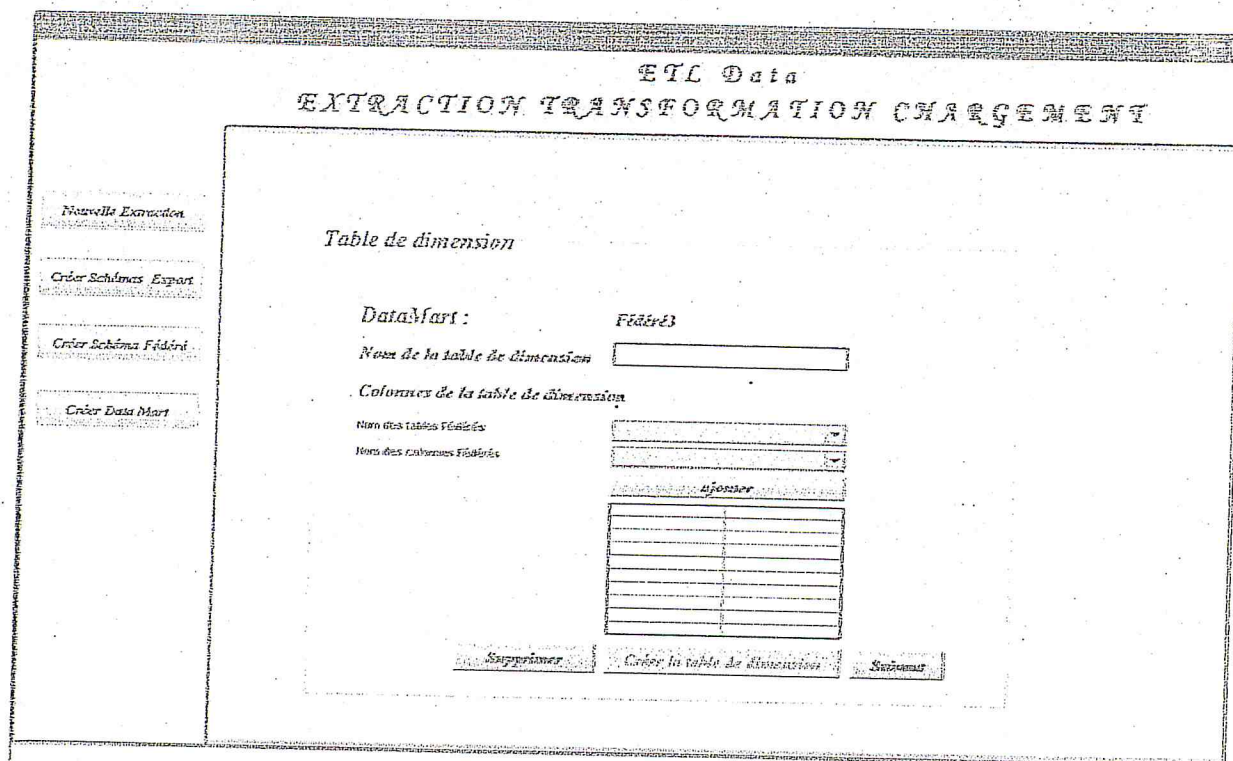 ETL Data
EXTRACTION TRANSFORMATION CHARGEMENT
Nouvelle Extraction
Créer Schémas Export
Créer Schéma Fédéré
Créer Data Mart
Table de dimension
DataMart :
Fédéré3
Nom de la table de dimension
Colonnes de la table de dimension
Nom des tables Fédérés
Nom des colonnes Fédérés
Ajouter
Supprimer
Créer la table de dimension
Suivant